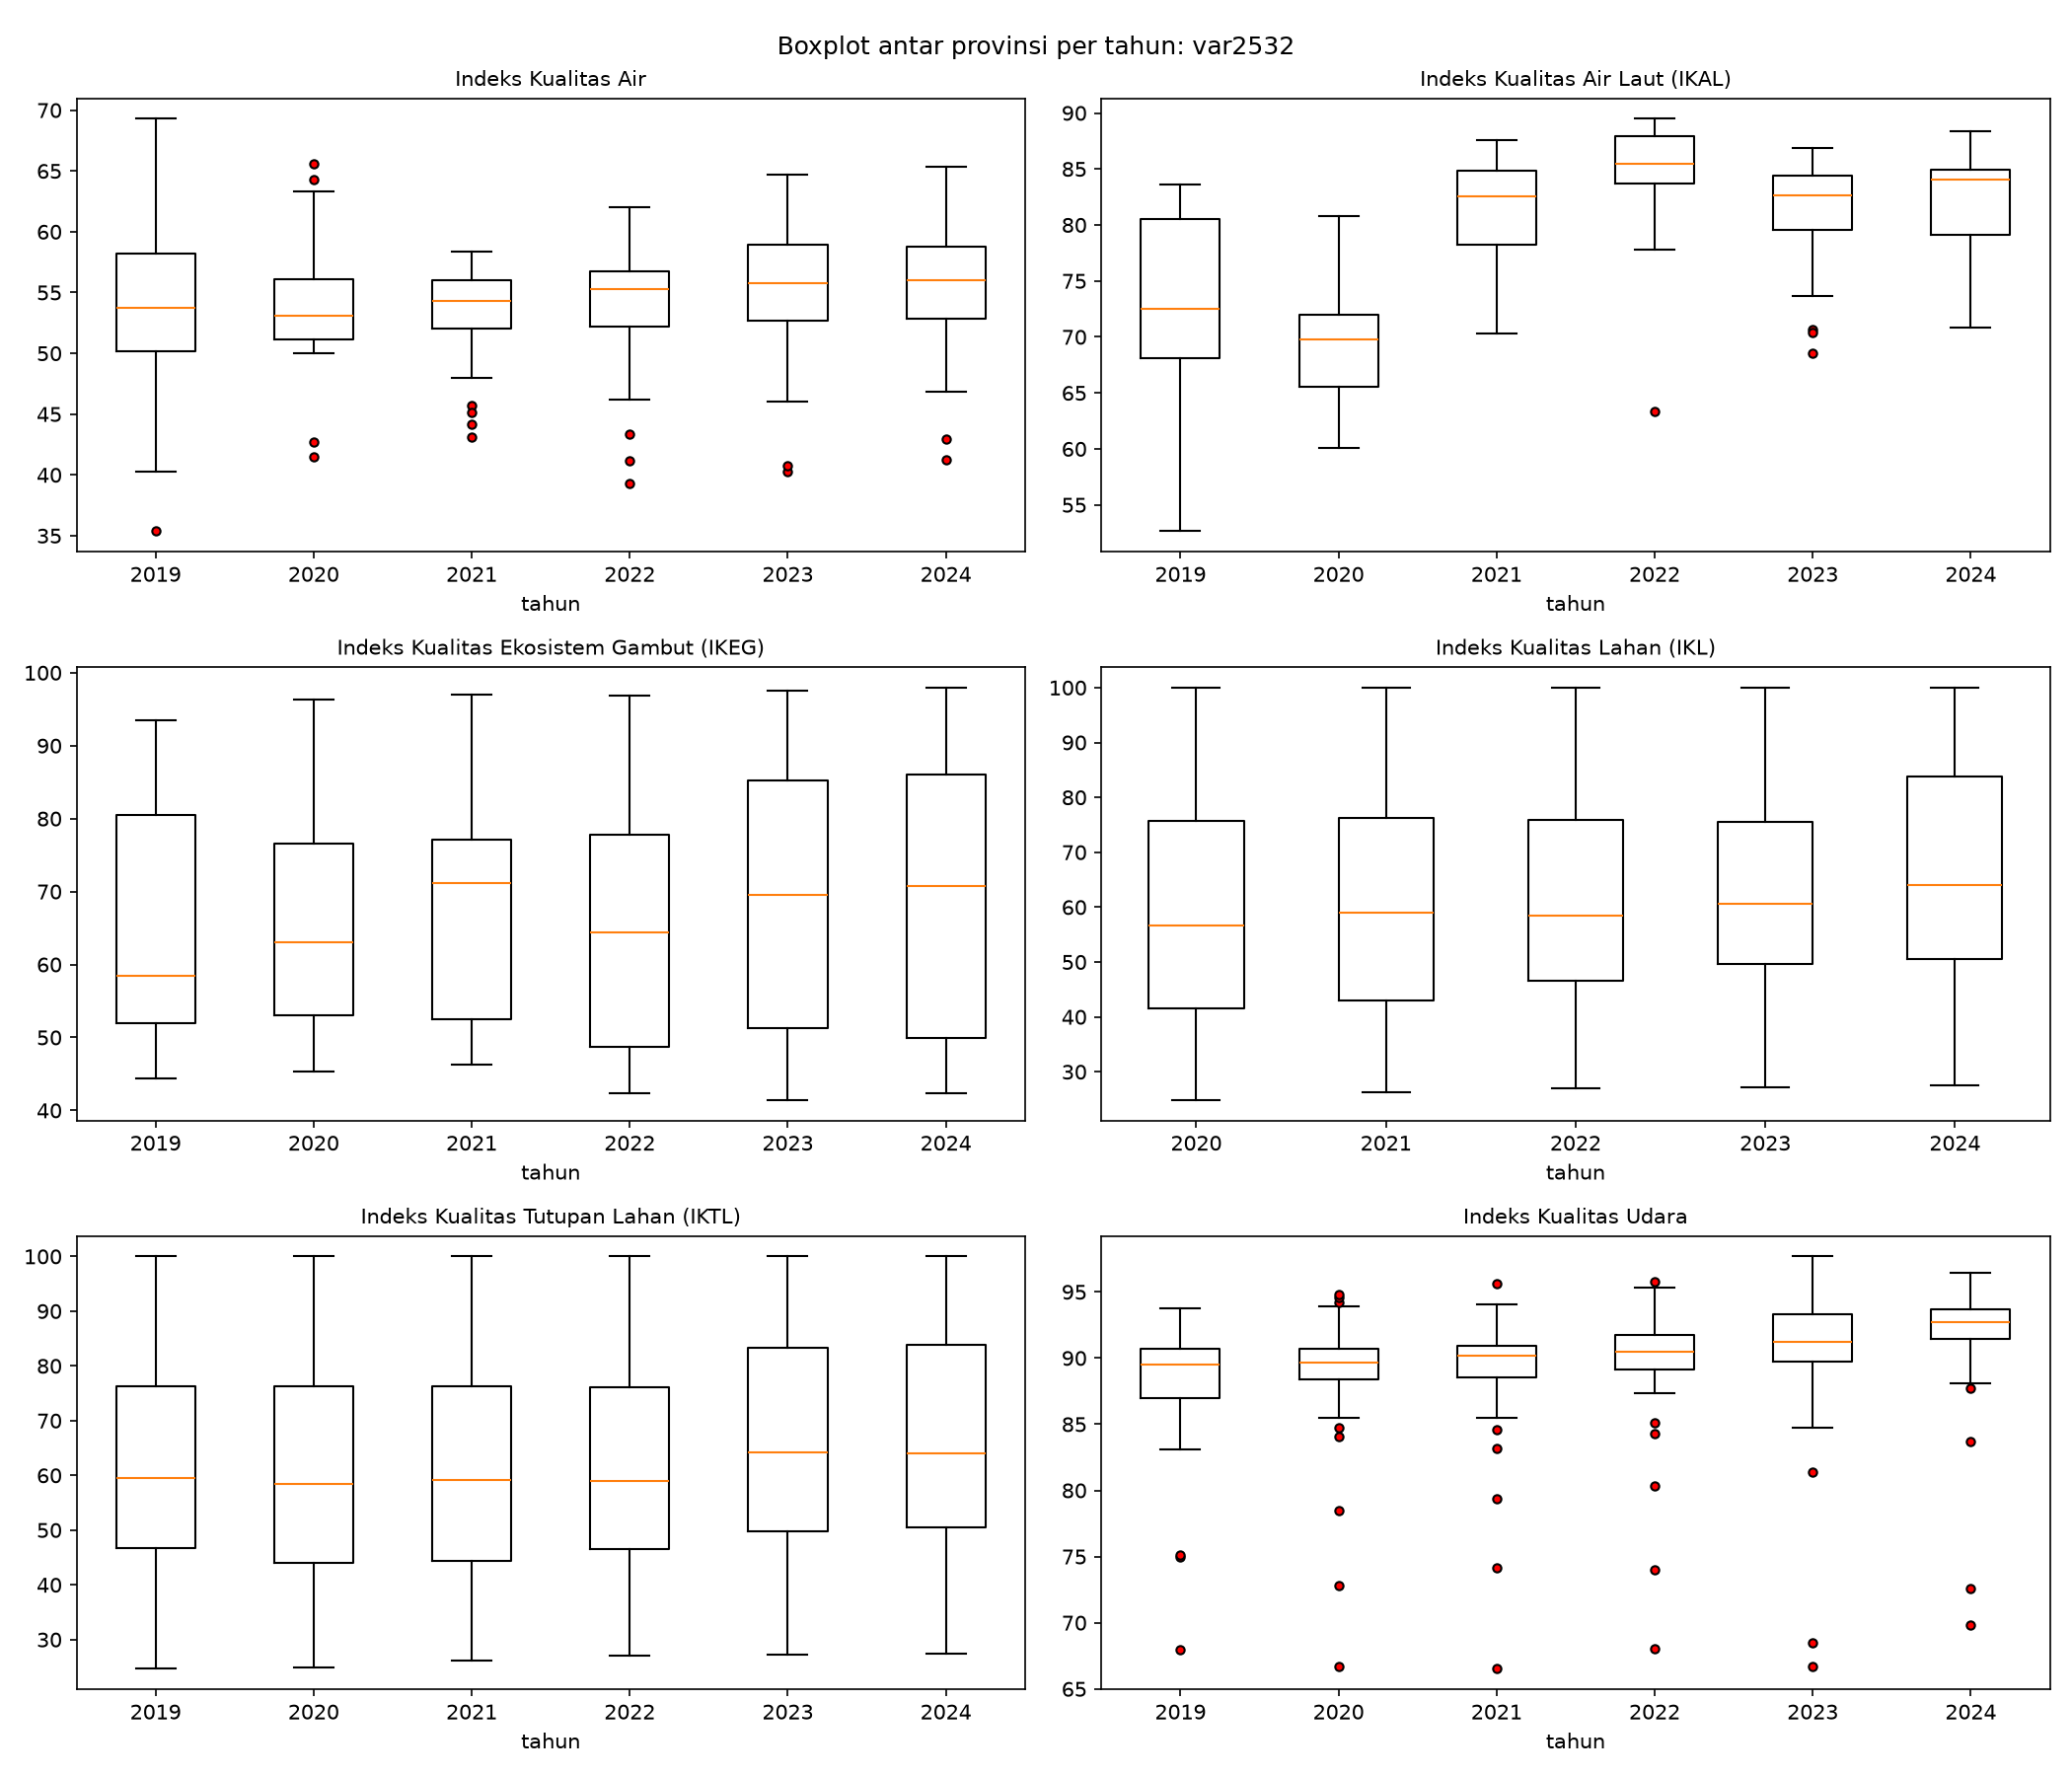 Boxplot antar provinsi per tahun: var2532
Indeks Kualitas Air
70
65
60
55
50
45
40
35
2019 2020 2021 2022 2023 2024
tahun
Indeks Kualitas Air Laut (IKAL)
90
85
80
75
70
65
60
55
2019 2020 2021 2022 2023 2024
tahun
Indeks Kualitas Ekosistem Gambut (IKEG)
100
90
80
70
60
50
40
2019 2020 2021 2022 2023 2024
tahun
Indeks Kualitas Lahan (IKL)
100
90
80
70
60
50
40
30
2020 2021 2022 2023 2024
tahun
Indeks Kualitas Tutupan Lahan (IKTL)
100
90
80
70
60
50
40
30
2019 2020 2021 2022 2023 2024
tahun
Indeks Kualitas Udara
95
90
85
80
75
70
65
2019 2020 2021 2022 2023 2024
tahun